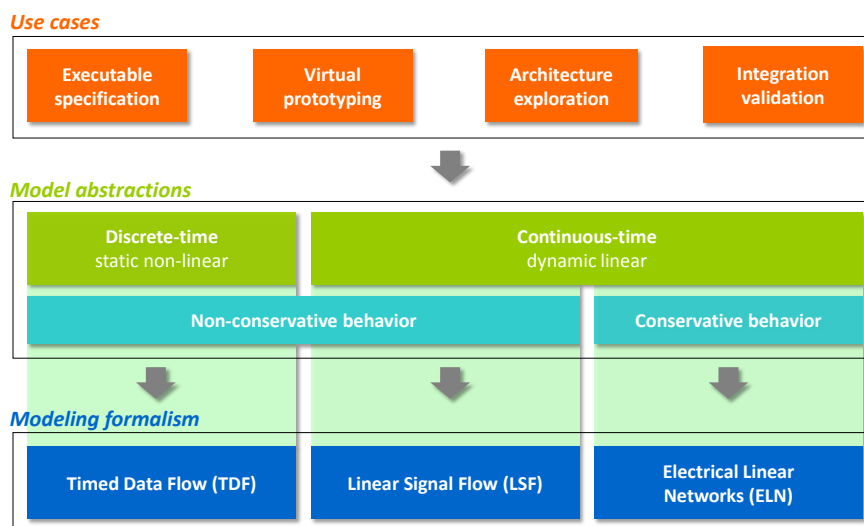 Use cases
Executable
specification
Virtual
prototyping
Architecture
exploration
Integration
validation
Model abstractions
Discrete-time
static non-linear
Continuous-time
dynamic linear
Non-conservative behavior
Conservative behavior
Modeling formalism
Timed Data Flow (TDF)
Linear Signal Flow (LSF)
Electrical Linear
Networks (ELN)